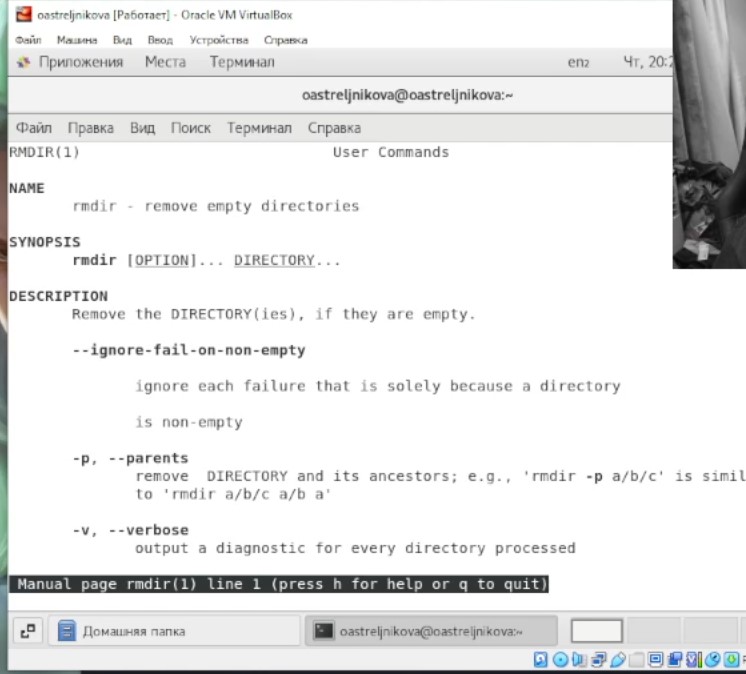 oastreljnikova [Работает] - Oracle VM VirtualBox
Файл Машина Вид Ввод Устройства Справка
Приложения Места Терминал en₂ Чт, 20:2
oastreljnikova@oastreljnikova:~
Файл Правка Вид Поиск Терминал Справка
RMDIR(1) User Commands
NAME
rmdir - remove empty directories
SYNOPSIS
rmdir [OPTION]... DIRECTORY...
DESCRIPTION
Remove the DIRECTORY(ies), if they are empty.
--ignore-fail-on-non-empty
ignore each failure that is solely because a directory
is non-empty
-p, --parents
remove DIRECTORY and its ancestors; e.g., 'rmdir -p a/b/c' is simil
to 'rmdir a/b/c a/b a'
-v, --verbose
output a diagnostic for every directory processed
Manual page rmdir(1) line 1 (press h for help or q to quit)
Домашняя папка oastreljnikova@oastreljnikova:~